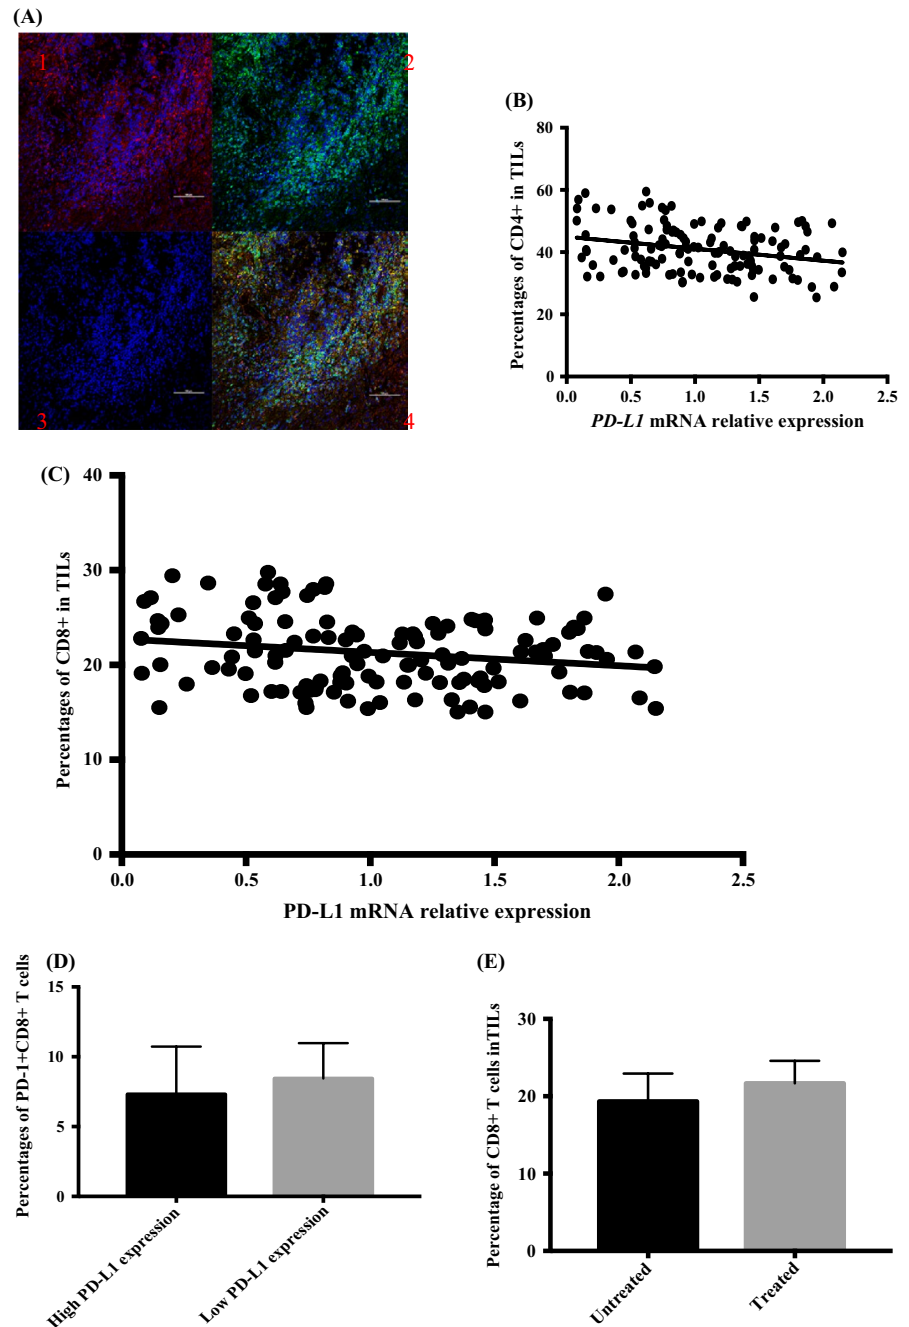 (A)
1
2
3
4
(B)
80
60
40
20
0
Percentages of CD4+ in TILs
0.0 0.5 1.0 1.5 2.0 2.5
PD-L1 mRNA relative expression
(C)
40
30
20
10
0
Percentages of CD8+ in TILs
0.0 0.5 1.0 1.5 2.0 2.5
PD-L1 mRNA relative expression
(D)
15
10
5
0
Percentages of PD-1+CD8+ T cells
High PD-L1 expression
Low PD-L1 expression
(E)
30
20
10
0
Percentage of CD8+ T cells inTILs
Untreated
Treated